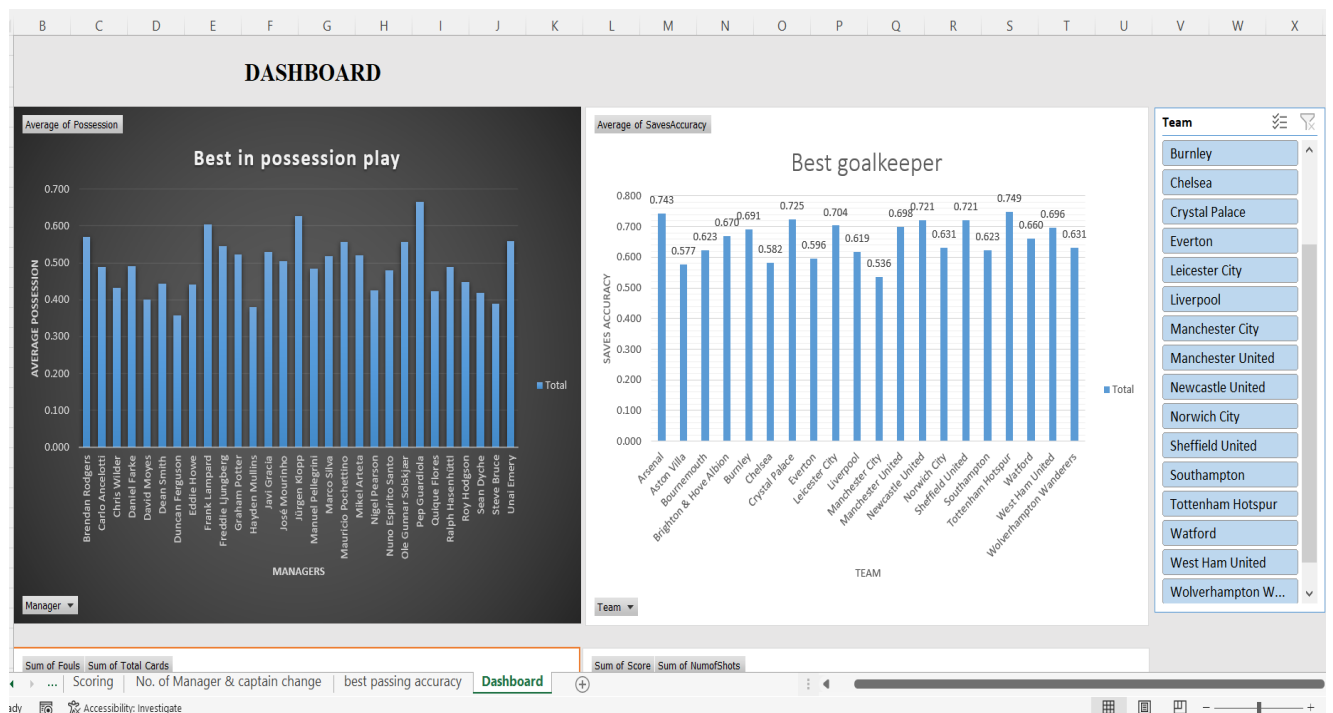 B C D E F G H I J K L M N O P Q R S T U V W X
DASHBOARD
Average of Possession
Best in possession play
0.700
0.600
0.500
0.400
0.300
0.200
0.100
0.000
AVERAGE POSSESSION
Brendan Rodgers
Carlo Ancelotti
Chris Wilder
Daniel Farke
David Moyes
Dean Smith
Duncan Ferguson
Eddie Howe
Frank Lampard
Freddie Ljungberg
Graham Potter
Hayden Mullins
Javi Gracia
José Mourinho
Jürgen Klopp
Manuel Pellegrini
Marco Silva
Mauricio Pochettino
Mikel Arteta
Nigel Pearson
Nuno Espírito Santo
Ole Gunnar Solskjær
Pep Guardiola
Quique Flores
Ralph Hasenhüttl
Roy Hodgson
Sean Dyche
Steve Bruce
Unai Emery
MANAGERS
Total
Manager
Average of SavesAccuracy
Best goalkeeper
0.800
0.700
0.600
0.500
0.400
0.300
0.200
0.100
0.000
SAVES ACCURACY
0.743
0.577
0.623
0.670
0.691
0.582
0.725
0.596
0.704
0.619
0.536
0.698
0.721
0.631
0.721
0.623
0.749
0.660
0.696
0.631
Arsenal
Aston Villa
Bournemouth
Brighton & Hove Albion
Burnley
Chelsea
Crystal Palace
Everton
Leicester City
Liverpool
Manchester City
Manchester United
Newcastle United
Norwich City
Sheffield United
Southampton
Tottenham Hotspur
Watford
West Ham United
Wolverhampton Wanderers
TEAM
Total
Team
Team
Burnley
Chelsea
Crystal Palace
Everton
Leicester City
Liverpool
Manchester City
Manchester United
Newcastle United
Norwich City
Sheffield United
Southampton
Tottenham Hotspur
Watford
West Ham United
Wolverhampton W...
Sum of Fouls Sum of Total Cards
Sum of Score Sum of NumofShots
... Scoring No. of Manager & captain change best passing accuracy Dashboard
ady Accessibility: Investigate